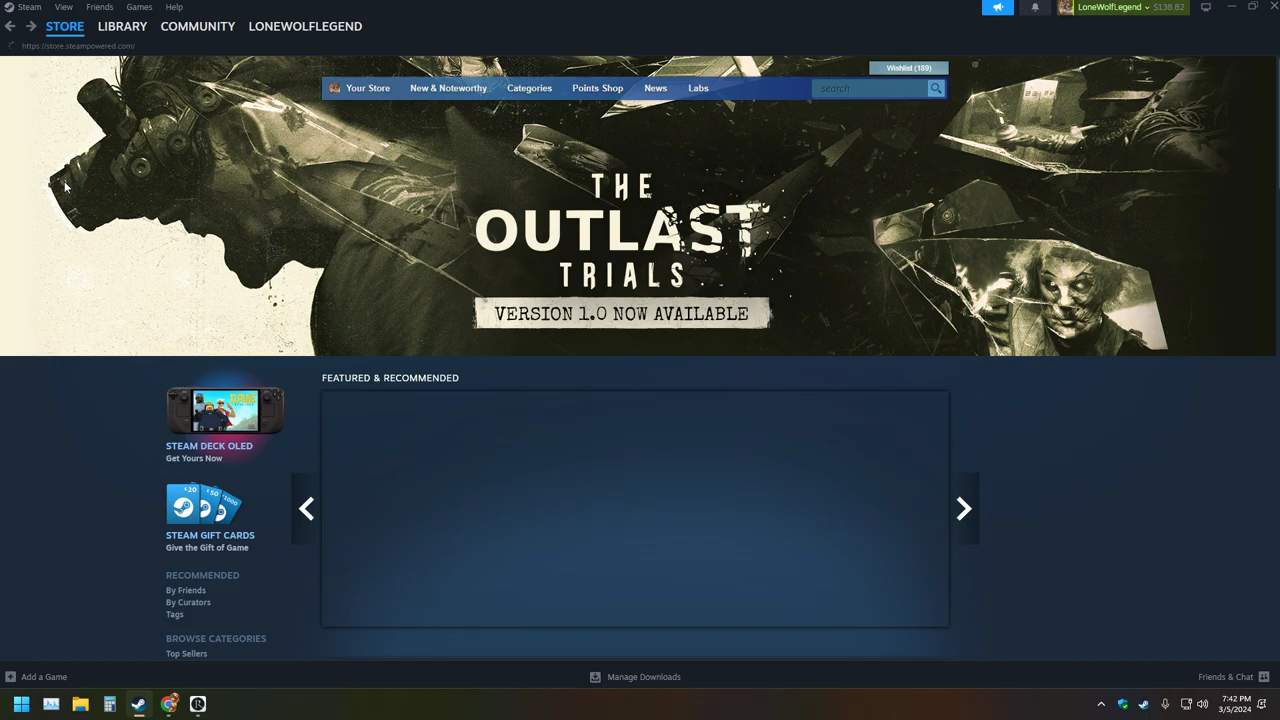 Steam View Friends Games Help
LoneWolfLegend $138.82
STORE LIBRARY COMMUNITY LONEWOLFLEGEND
https://store.steampowered.com/
Wishlist (189)
Your Store New & Noteworthy Categories Points Shop News Labs search
THE
OUTLAST
TRIALS
VERSION 1.0 NOW AVAILABLE
FEATURED & RECOMMENDED
STEAM DECK OLED
Get Yours Now
STEAM GIFT CARDS
Give the Gift of Game
RECOMMENDED
By Friends
By Curators
Tags
BROWSE CATEGORIES
Top Sellers
Add a Game Manage Downloads Friends & Chat
7:42 PM
3/5/2024